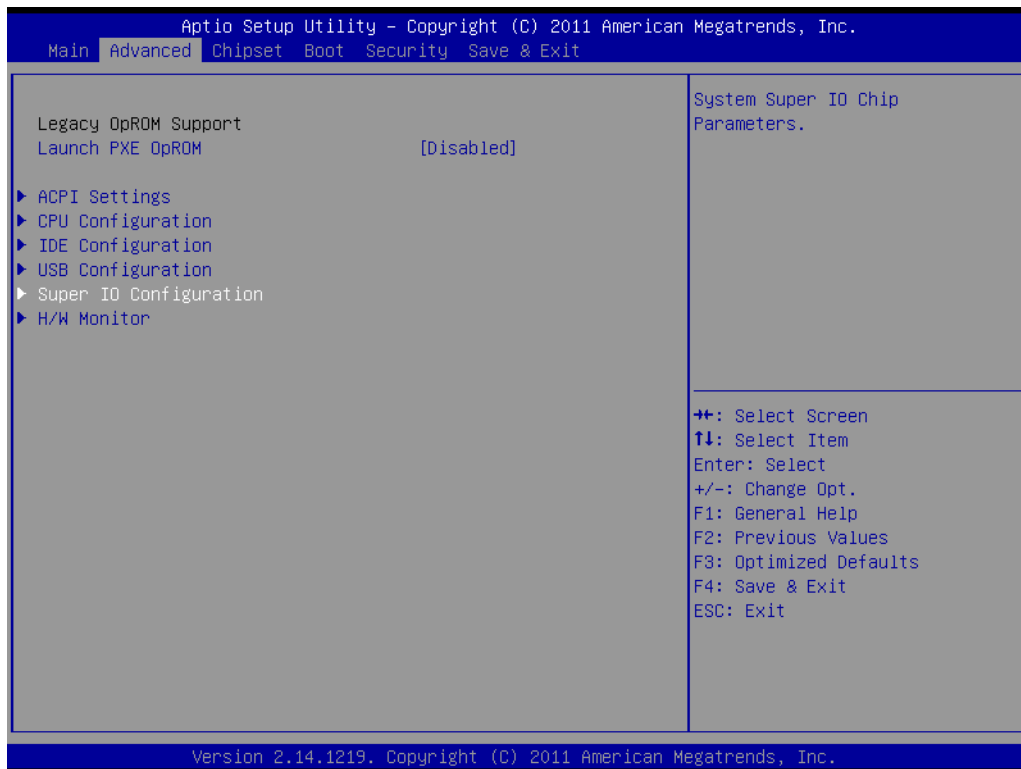 Aptio Setup Utility – Copyright (C) 2011 American Megatrends, Inc.
Main Advanced Chipset Boot Security Save & Exit
Legacy OpROM Support
Launch PXE OpROM [Disabled]
▶ ACPI Settings
▶ CPU Configuration
▶ IDE Configuration
▶ USB Configuration
▶ Super IO Configuration
▶ H/W Monitor
System Super IO Chip
Parameters.
→←: Select Screen
↑↓: Select Item
Enter: Select
+/-: Change Opt.
F1: General Help
F2: Previous Values
F3: Optimized Defaults
F4: Save & Exit
ESC: Exit
Version 2.14.1219. Copyright (C) 2011 American Megatrends, Inc.